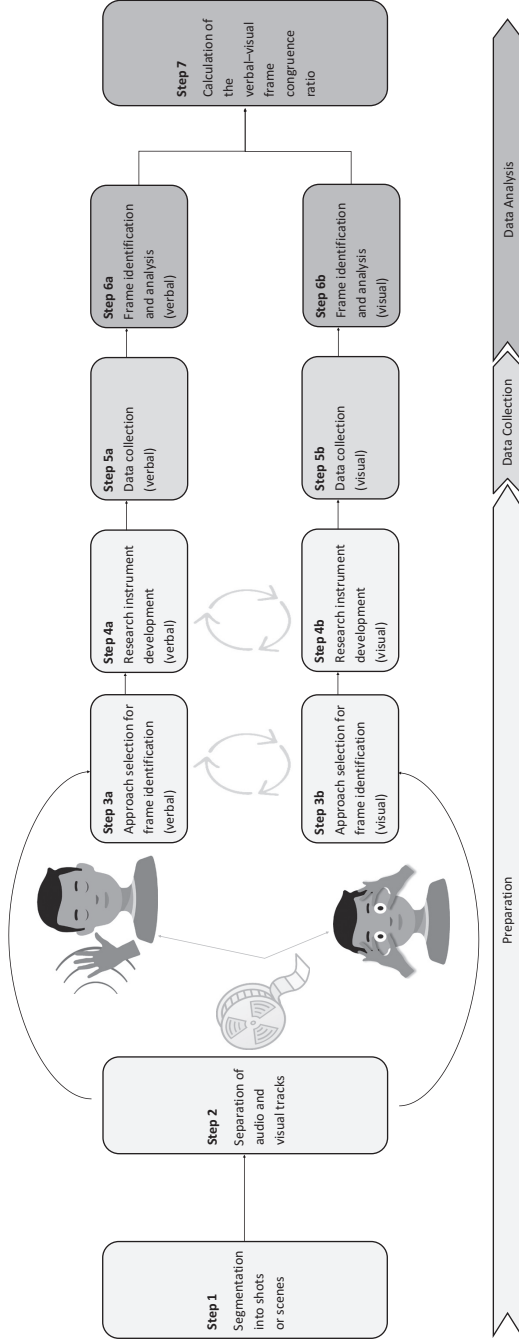 Step 1
Segmentation
into shots
or scenes
Step 2
Separation of
audio and
visual tracks
Step 3a
Approach selection for
frame identification
(verbal)
Step 4a
Research instrument
development
(verbal)
Step 5a
Data collection
(verbal)
Step 6a
Frame identification
and analysis
(verbal)
Step 3b
Approach selection for
frame identification
(visual)
Step 4b
Research instrument
development
(visual)
Step 5b
Data collection
(visual)
Step 6b
Frame identification
and analysis
(visual)
Step 7
Calculation of
the
verbal–visual
frame
congruence
ratio
Preparation
Data Collection
Data Analysis